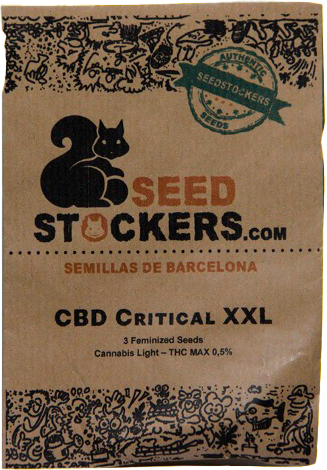 AUTHENTIC
SEEDSTOCKERS
SEEDS
SEED
STOCKERS.COM
SEMILLAS DE BARCELONA
CBD CRITICAL XXL
3 Feminized Seeds
Cannabis Light – THC MAX 0,5%